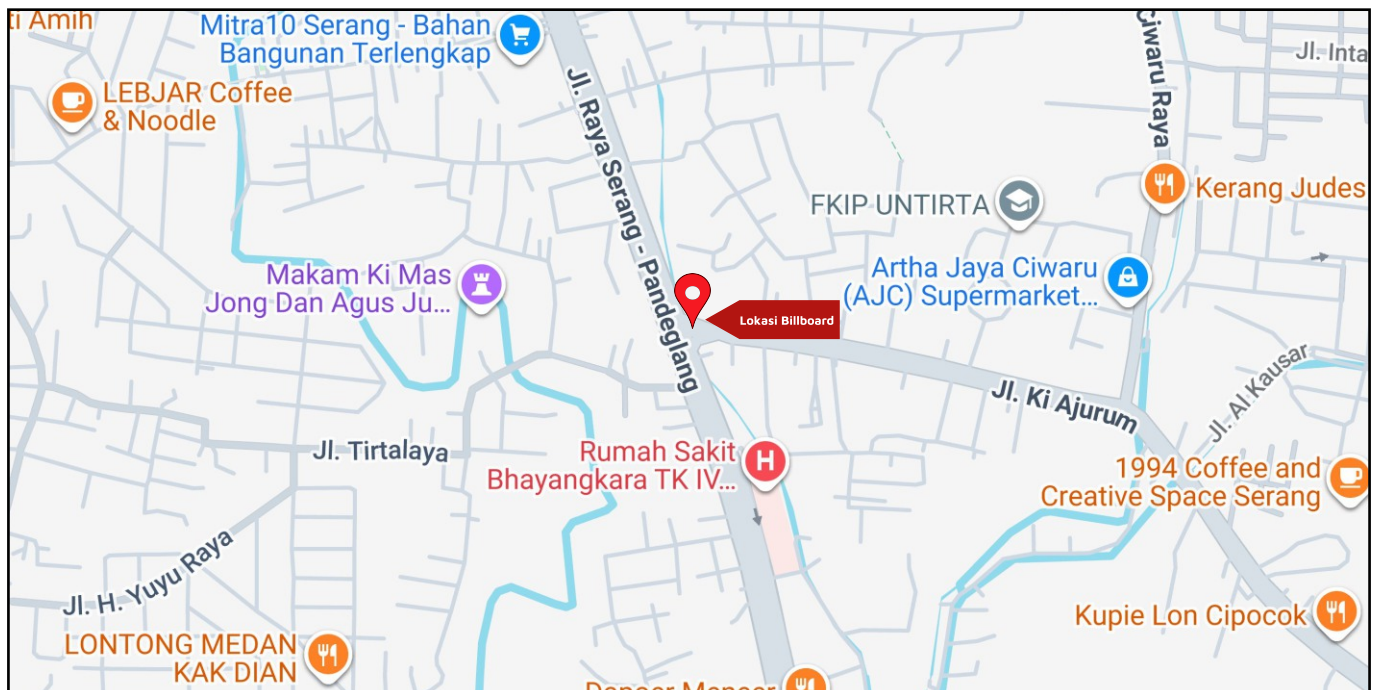 ti Amih
Mitra10 Serang - Bahan
Bangunan Terlengkap
LEBJAR Coffee
& Noodle
Jl. Raya Serang - Pandeglang
Ciwaru Raya
Jl. Inta
Kerang Judes
FKIP UNTIRTA
Artha Jaya Ciwaru
(AJC) Supermarket...
Makam Ki Mas
Jong Dan Agus Ju...
Lokasi Billboard
Jl. Ki Ajurum
Jl. Al Kausar
Jl. Tirtalaya
Rumah Sakit
Bhayangkara TK IV...
H
1994 Coffee and
Creative Space Serang
Jl. H. Yuyu Raya
Kupie Lon Cipocok
LONTONG MEDAN
KAK DIAN